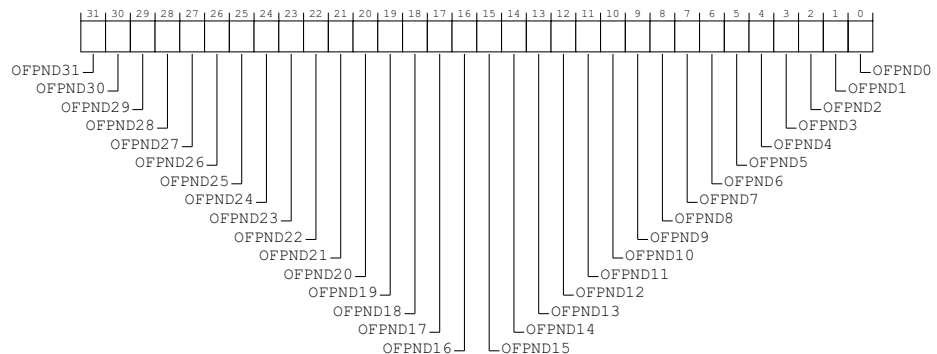 31 30 29 28 27 26 25 24 23 22 21 20 19 18 17 16 15 14 13 12 11 10 9 8 7 6 5 4 3 2 1 0
OFPND31 OFPND0
OFPND30 OFPND1
OFPND29 OFPND2
OFPND28 OFPND3
OFPND27 OFPND4
OFPND26 OFPND5
OFPND25 OFPND6
OFPND24 OFPND7
OFPND23 OFPND8
OFPND22 OFPND9
OFPND21 OFPND10
OFPND20 OFPND11
OFPND19 OFPND12
OFPND18 OFPND13
OFPND17 OFPND14
OFPND16 OFPND15